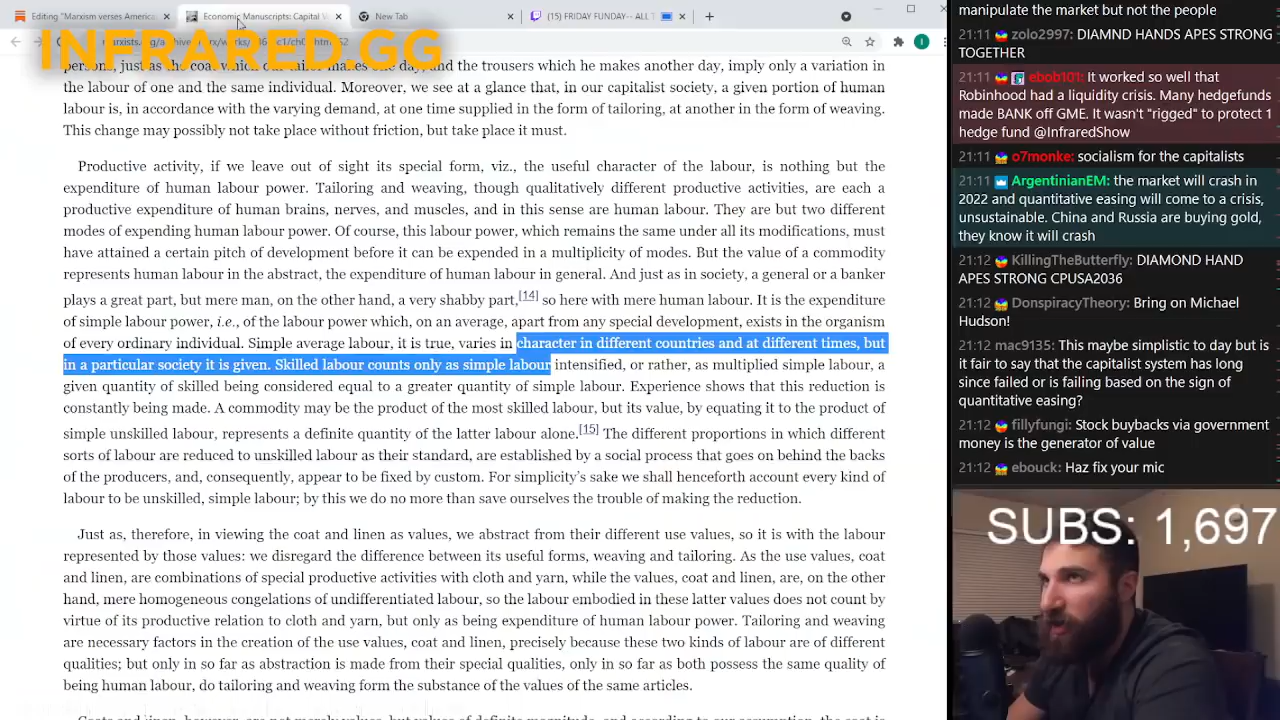 Editing "Marxism verses America
Economic Manuscripts: Capital V
New Tab
(15) FRIDAY FUNDAY-- ALL T
INFRARED.GG
person, just as the coat which our tailor makes one day, and the trousers which he makes another day, imply only a variation in
the labour of one and the same individual. Moreover, we see at a glance that, in our capitalist society, a given portion of human
labour is, in accordance with the varying demand, at one time supplied in the form of tailoring, at another in the form of weaving.
This change may possibly not take place without friction, but take place it must.
Productive activity, if we leave out of sight its special form, viz., the useful character of the labour, is nothing but the
expenditure of human labour power. Tailoring and weaving, though qualitatively different productive activities, are each a
productive expenditure of human brains, nerves, and muscles, and in this sense are human labour. They are but two different
modes of expending human labour power. Of course, this labour power, which remains the same under all its modifications, must
have attained a certain pitch of development before it can be expended in a multiplicity of modes. But the value of a commodity
represents human labour in the abstract, the expenditure of human labour in general. And just as in society, a general or a banker
plays a great part, but mere man, on the other hand, a very shabby part,[14] so here with mere human labour. It is the expenditure
of simple labour power, i.e., of the labour power which, on an average, apart from any special development, exists in the organism
of every ordinary individual. Simple average labour, it is true, varies in character in different countries and at different times, but
in a particular society it is given. Skilled labour counts only as simple labour intensified, or rather, as multiplied simple labour, a
given quantity of skilled being considered equal to a greater quantity of simple labour. Experience shows that this reduction is
constantly being made. A commodity may be the product of the most skilled labour, but its value, by equating it to the product of
simple unskilled labour, represents a definite quantity of the latter labour alone.[15] The different proportions in which different
sorts of labour are reduced to unskilled labour as their standard, are established by a social process that goes on behind the backs
of the producers, and, consequently, appear to be fixed by custom. For simplicity's sake we shall henceforth account every kind of
labour to be unskilled, simple labour; by this we do no more than save ourselves the trouble of making the reduction.
Just as, therefore, in viewing the coat and linen as values, we abstract from their different use values, so it is with the labour
represented by those values: we disregard the difference between its useful forms, weaving and tailoring. As the use values, coat
and linen, are combinations of special productive activities with cloth and yarn, while the values, coat and linen, are, on the other
hand, mere homogeneous congelations of undifferentiated labour, so the labour embodied in these latter values does not count by
virtue of its productive relation to cloth and yarn, but only as being expenditure of human labour power. Tailoring and weaving
are necessary factors in the creation of the use values, coat and linen, precisely because these two kinds of labour are of different
qualities; but only in so far as abstraction is made from their special qualities, only in so far as both possess the same quality of
being human labour, do tailoring and weaving form the substance of the values of the same articles.
Coats and linen, however, are not merely values, but values of definite magnitude, and according to our assumption, the coat is
manipulate the market but not the people
21:11 zolo2997: DIAMND HANDS APES STRONG
TOGETHER
21:11 ebob101: It worked so well that
Robinhood had a liquidity crisis. Many hedgefunds
made BANK off GME. It wasn't "rigged" to protect 1
hedge fund @InfraredShow
21:11 o7monke: socialism for the capitalists
21:11 ArgentinianEM: the market will crash in
2022 and quantitative easing will come to a crisis,
unsustainable. China and Russia are buying gold,
they know it will crash
21:12 KillingTheButterfly: DIAMOND HAND
APES STRONG CPUSA2036
21:12 DonspiracyTheory: Bring on Michael
Hudson!
21:12 mac9135: This maybe simplistic to day but is
it fair to say that the capitalist system has long
since failed or is failing based on the sign of
quantitative easing?
21:12 fillyfungi: Stock buybacks via government
money is the generator of value
21:12 ebouck: Haz fix your mic
SUBS: 1,697